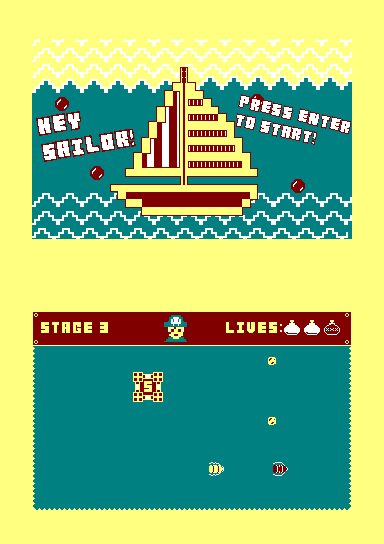 HEY
SAILOR!
PRESS ENTER
TO START!
STAGE 3
LIVES:
S